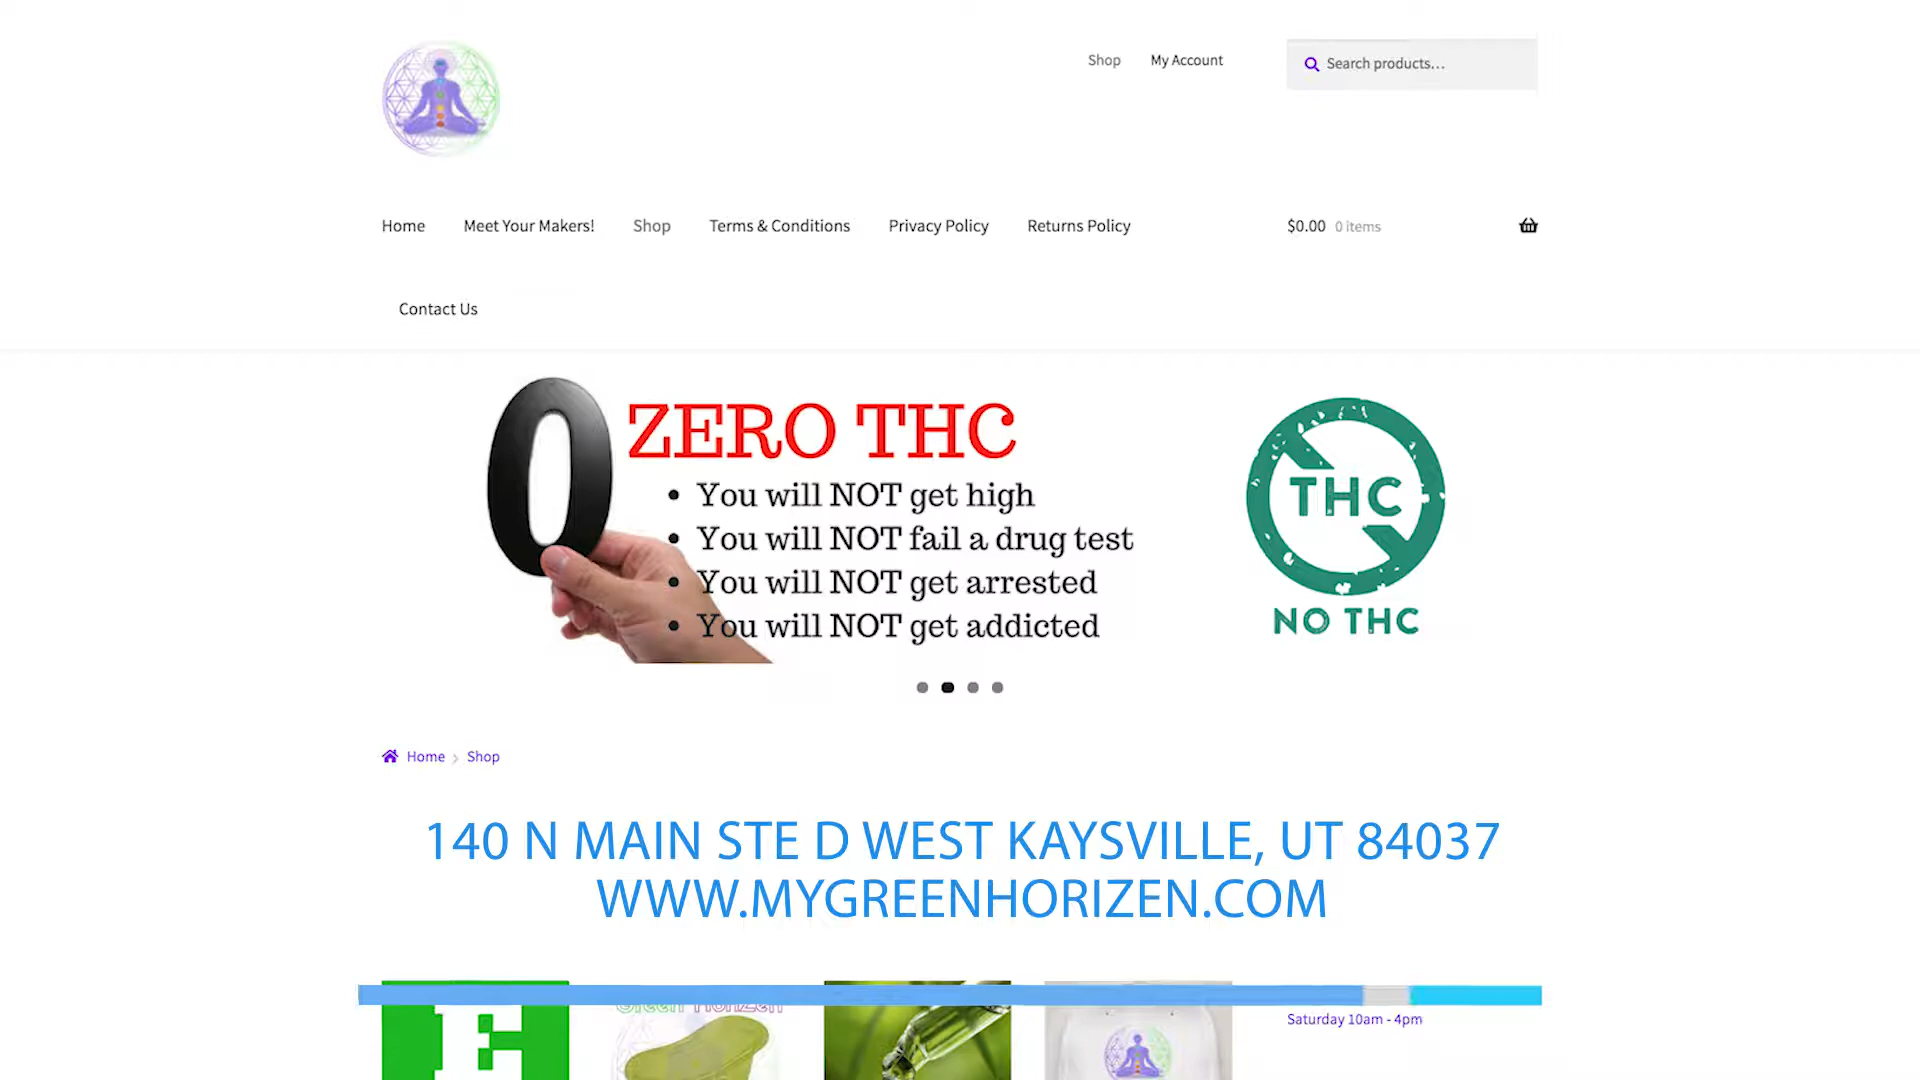 Shop
My Account
Search products...
Home
Meet Your Makers!
Shop
Terms & Conditions
Privacy Policy
Returns Policy
$0.00 0 items
Contact Us
0
ZERO THC
• You will NOT get high
• You will NOT fail a drug test
• You will NOT get arrested
• You will NOT get addicted
THC
NO THC
Home > Shop
140 N MAIN STE D WEST KAYSVILLE, UT 84037
WWW.MYGREENHORIZEN.COM
Green Horizen
Saturday 10am - 4pm